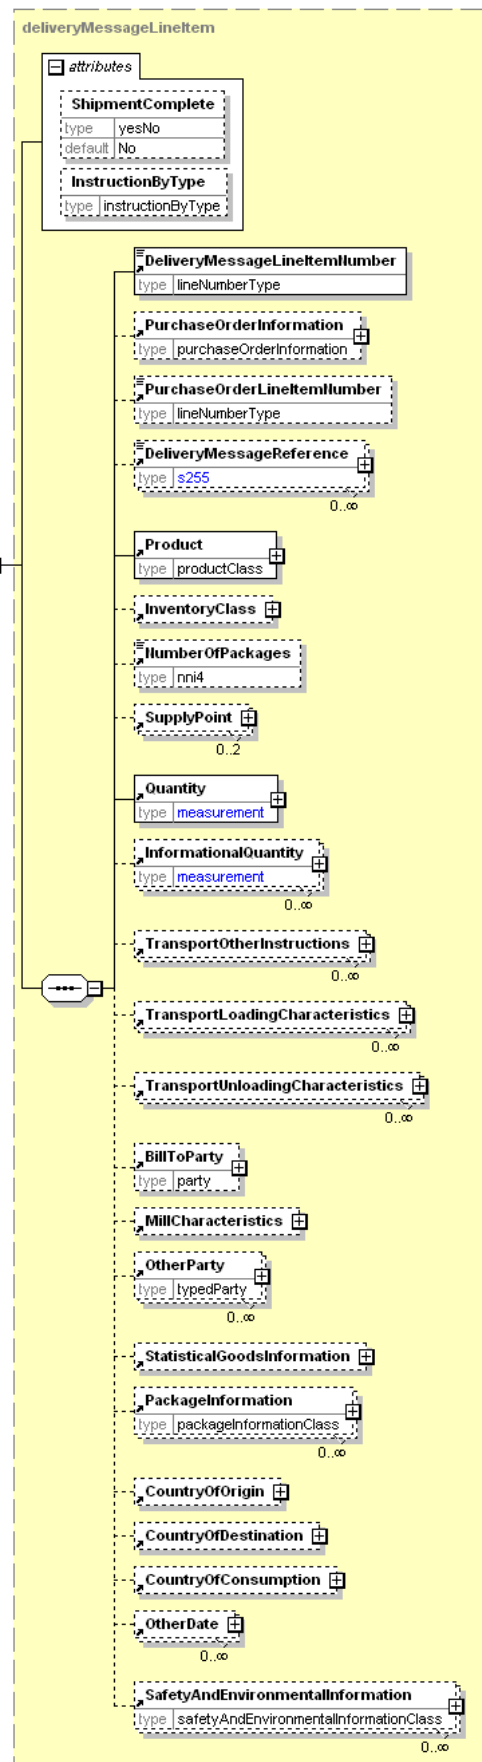 deliveryMessageLineItem
attributes
ShipmentComplete
type yesNo
default No
InstructionByType
type instructionByType
DeliveryMessageLineItemNumber
type lineNumberType
PurchaseOrderInformation
type purchaseOrderInformation
PurchaseOrderLineItemNumber
type lineNumberType
DeliveryMessageReference
type s255
0..∞
Product
type productClass
InventoryClass
NumberOfPackages
type nni4
SupplyPoint
0..2
Quantity
type measurement
InformationalQuantity
type measurement
0..∞
TransportOtherInstructions
0..∞
TransportLoadingCharacteristics
0..∞
TransportUnloadingCharacteristics
0..∞
BillToParty
type party
MillCharacteristics
OtherParty
type typedParty
0..∞
StatisticalGoodsInformation
PackageInformation
type packageInformationClass
0..∞
CountryOfOrigin
CountryOfDestination
CountryOfConsumption
OtherDate
0..∞
SafetyAndEnvironmentalInformation
type safetyAndEnvironmentalInformationClass
0..∞